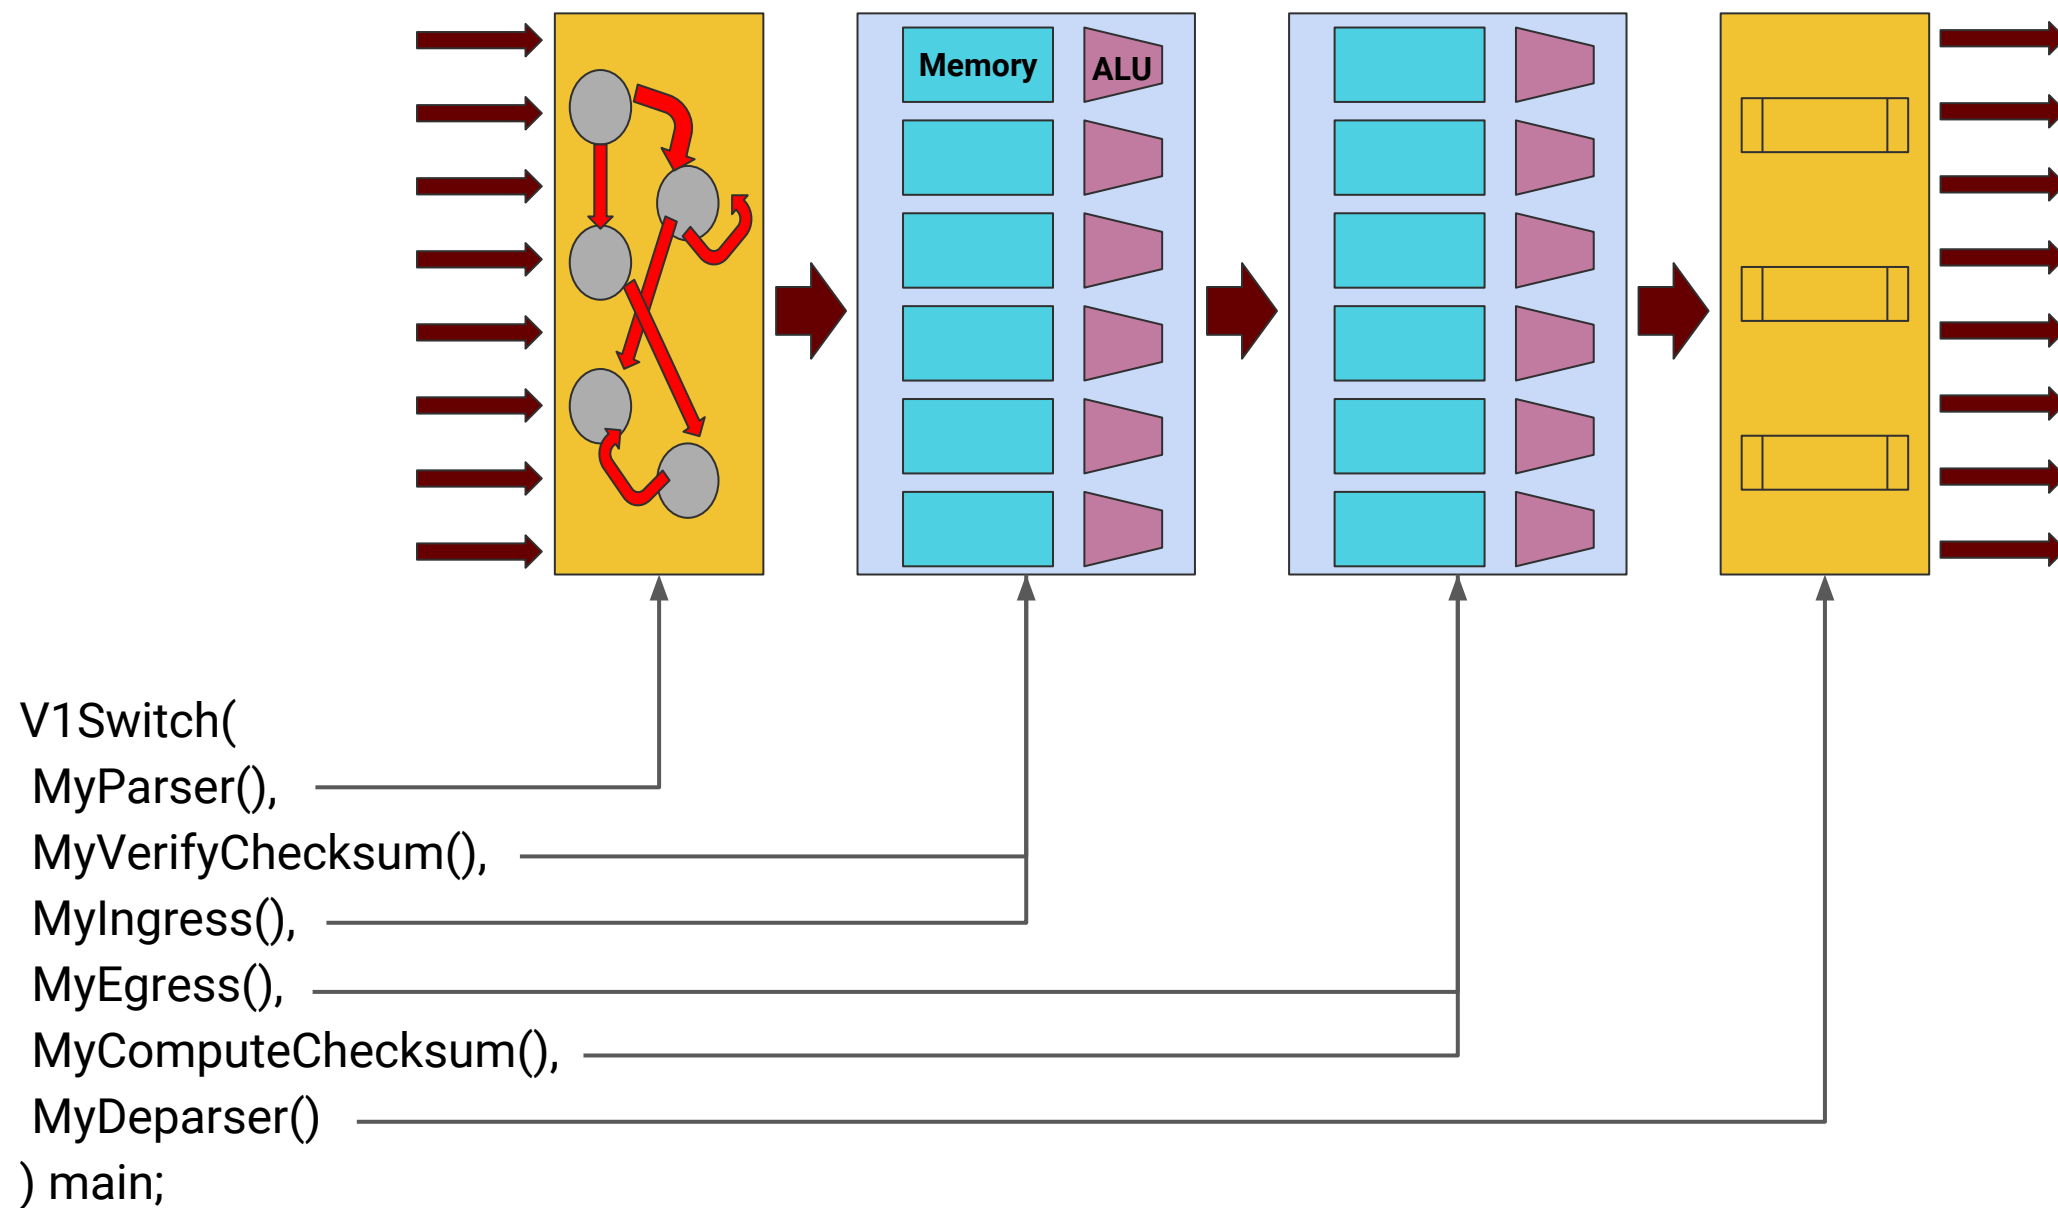 Memory
ALU
V1Switch(
MyParser(),
MyVerifyChecksum(),
MyIngress(),
MyEgress(),
MyComputeChecksum(),
MyDeparser()
) main;